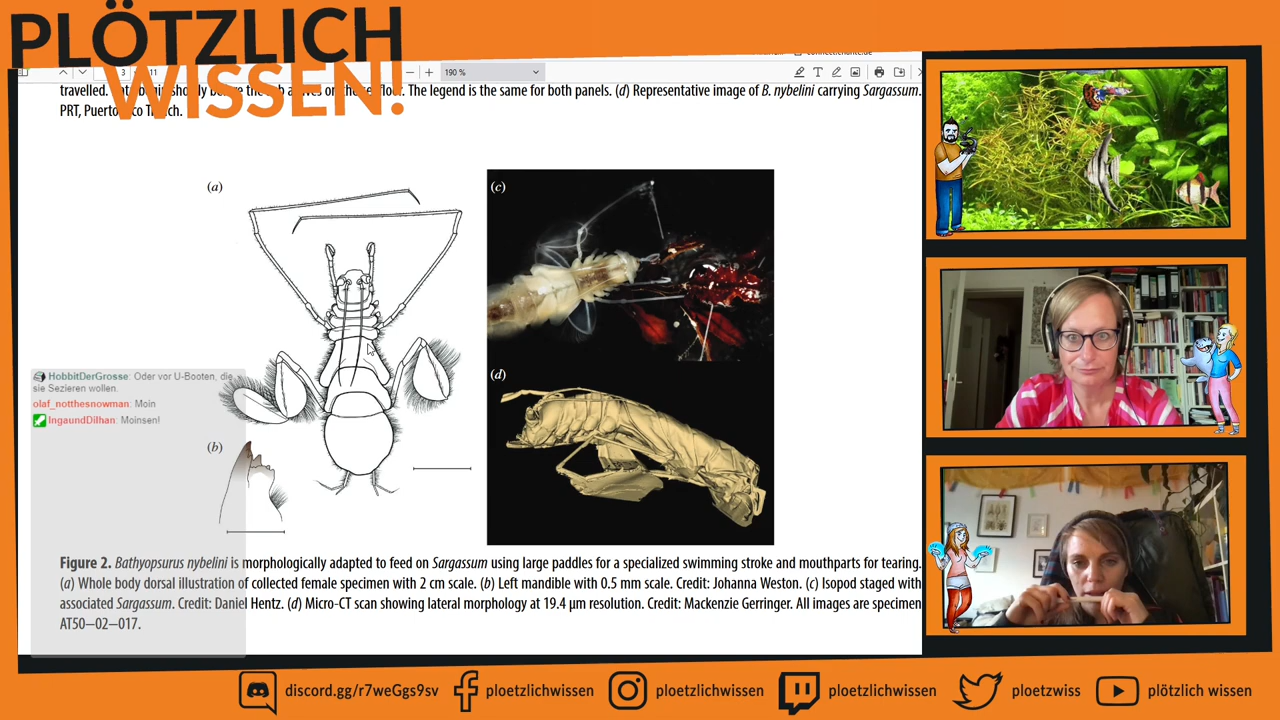 PLÖTZLICH
WISSEN!
3
11
190 %
travelled. The legend is the same for both panels. (d) Representative image of B. nybelini carrying Sargassum.
PRT, Puerto
(a)
(c)
(d)
(b)
HobbitDerGrosse: Oder vor U-Booten, die
sie Sezieren wollen.
olaf_notthesnowman: Moin
IngaundDilhan: Moinsen!
Figure 2. Bathyopsurus nybelini is morphologically adapted to feed on Sargassum using large paddles for a specialized swimming stroke and mouthparts for tearing.
(a) Whole body dorsal illustration of collected female specimen with 2 cm scale. (b) Left mandible with 0.5 mm scale. Credit: Johanna Weston. (c) Isopod staged with
associated Sargassum. Credit: Daniel Hentz. (d) Micro-CT scan showing lateral morphology at 19.4 µm resolution. Credit: Mackenzie Gerringer. All images are specimen
AT50–02–017.
discord.gg/r7weGgs9sv
ploetzlichwissen
ploetzlichwissen
ploetzlichwissen
ploetzwiss
plötzlich wissen